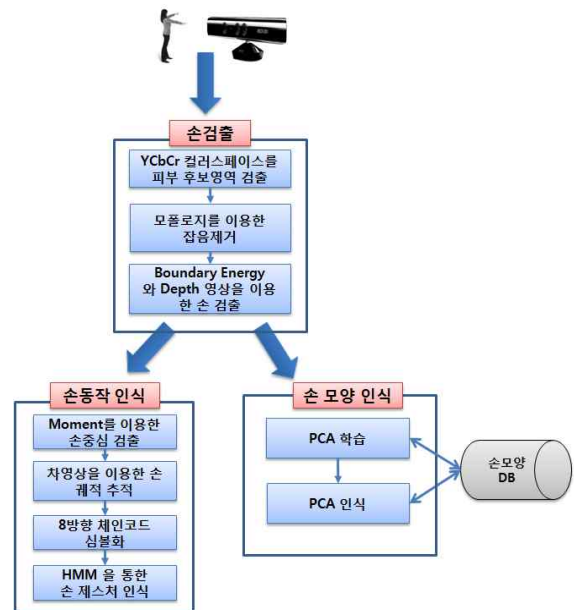 손검출
YCbCr 컬러스페이스를
피부 후보영역 검출
모폴로지를 이용한
잡음제거
Boundary Energy
와 Depth 영상을 이용
한 손 검출
손동작 인식
Moment를 이용한
손중심 검출
차영상을 이용한 손
궤적 추적
8방향 체인코드
심볼화
HMM 을 통한
손 제스처 인식
손 모양 인식
PCA 학습
PCA 인식
손모양
DB